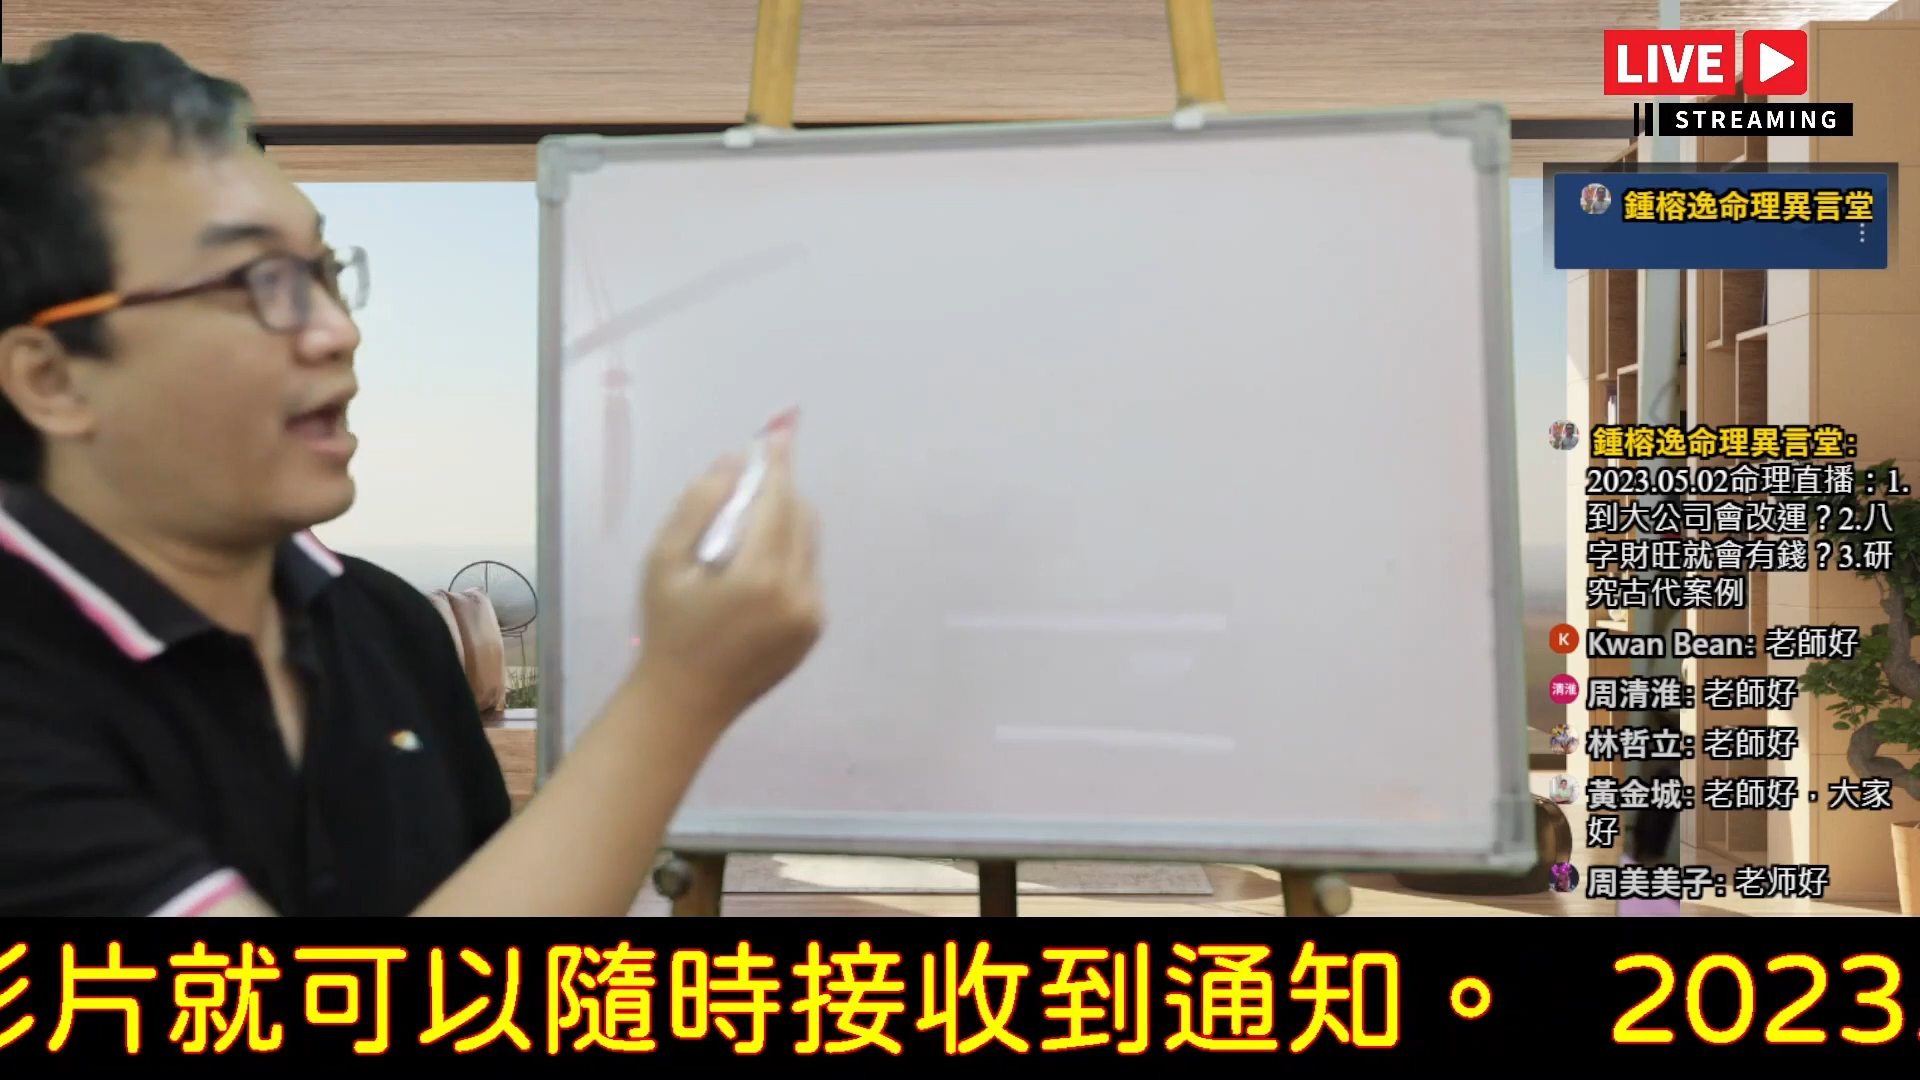 LIVE
STREAMING
鍾榕逸命理異言堂
鍾榕逸命理異言堂:
2023.05.02命理直播：1.
到大公司會改運？2.八
字財旺就會有錢？3.研
究古代案例
K
Kwan Bean: 老師好
清淮
周清淮: 老師好
林哲立: 老師好
黃金城: 老師好．大家
好
周美美子: 老师好
片就可以隨時接收到通知。 2023